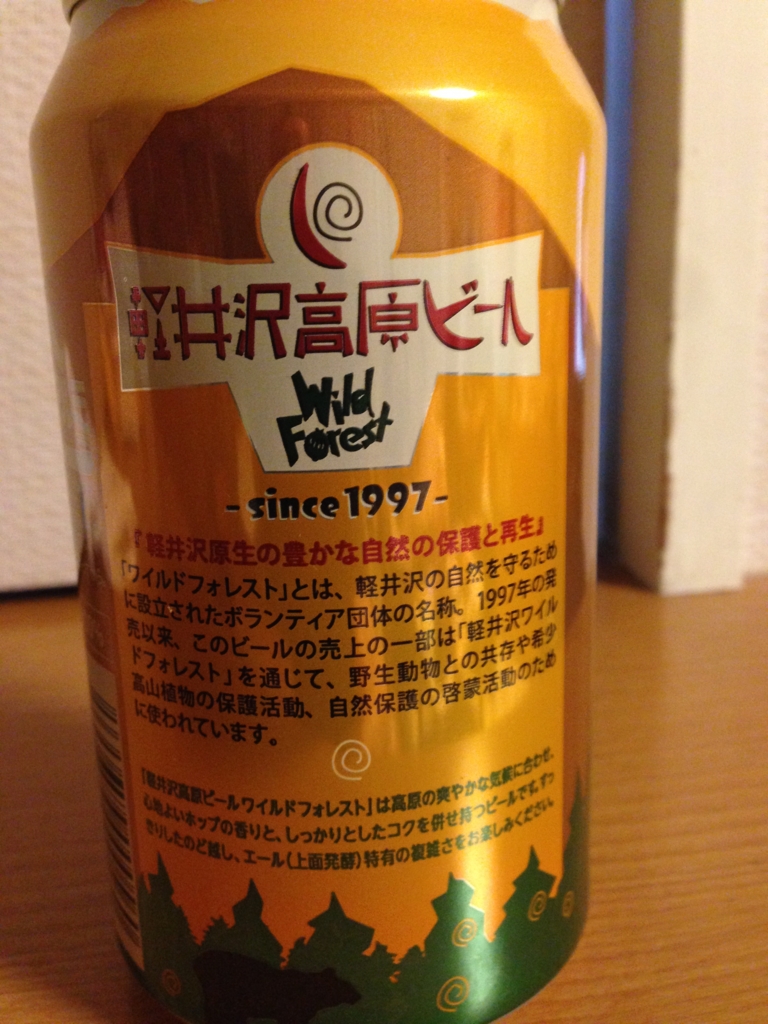 軽井沢高原ビール
Wild
Forest
- since 1997-
『軽井沢原生の豊かな自然の保護と再生』
「ワイルドフォレスト」とは、軽井沢の自然を守るため
に設立されたボランティア団体の名称。1997年の発
売以来、このビールの売上の一部は「軽井沢ワイル
ドフォレスト」を通じて、野生動物との共存や希少
高山植物の保護活動、自然保護の啓蒙活動のため
に使われています。
「軽井沢高原ビールワイルドフォレスト」は高原の爽やかな気候に合わせ、
心地よいホップの香りと、しっかりとしたコクを併せ持つビールです。すっ
きりしたのど越し、エール(上面発酵)特有の複雑さをお楽しみください。